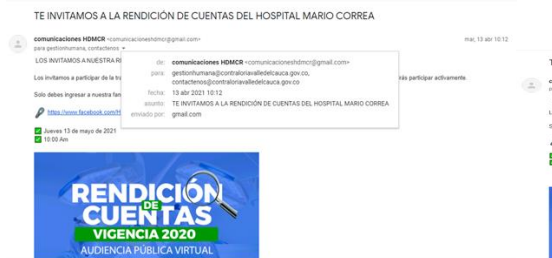 TE INVITAMOS A LA RENDICIÓN DE CUENTAS DEL HOSPITAL MARIO CORREA
comunicaciones HDMCR <comunicacioneshdmcr@gmail.com>
mar, 13 abr 10:12
para gestionhumana, contactenos
LOS INVITAMOS A NUESTRA
de: comunicaciones HDMCR <comunicacioneshdmcr@gmail.com>
para: gestionhumana@contraloriavalledelcauca.gov.co,
contactenos@contraloriavalledelcauca.gov.co
Los invitamos a participar de la
participar activamente.
fecha: 13 abr 2021 10:12
Solo debes ingresar a nuestra
asunto: TE INVITAMOS A LA RENDICIÓN DE CUENTAS DEL HOSPITAL MARIO CORREA
https://www.facebook.com/H
enviado por: gmail.com
Jueves 13 de mayo de 2021
10:00 Am
RENDICIÓN
DE
CUENTAS
VIGENCIA 2020
AUDIENCIA PÚBLICA VIRTUAL